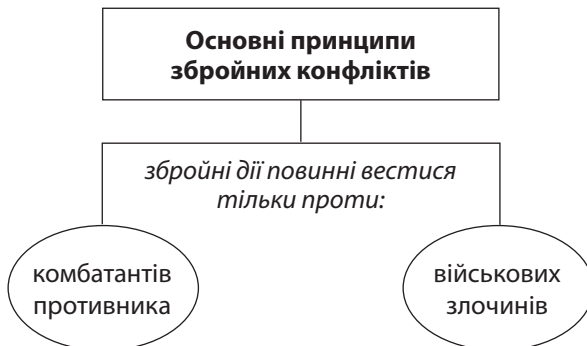 Основні принципи
збройних конфліктів
збройні дії повинні вестися
тільки проти:
комбатантів
противника
військових
злочинів